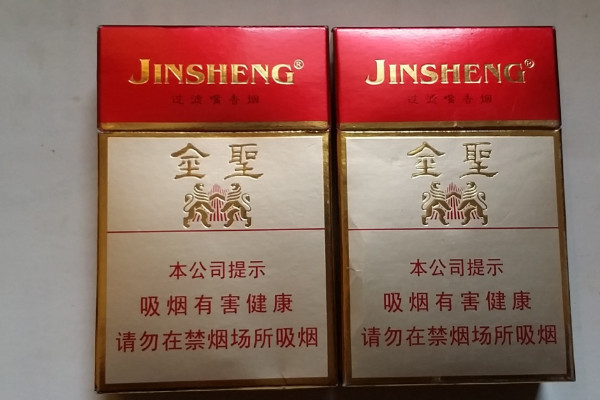 JINSHENG®
过滤嘴香烟
金聖
本公司提示
吸烟有害健康
请勿在禁烟场所吸烟
JINSHENG®
过滤嘴香烟
金聖
本公司提示
吸烟有害健康
请勿在禁烟场所吸烟